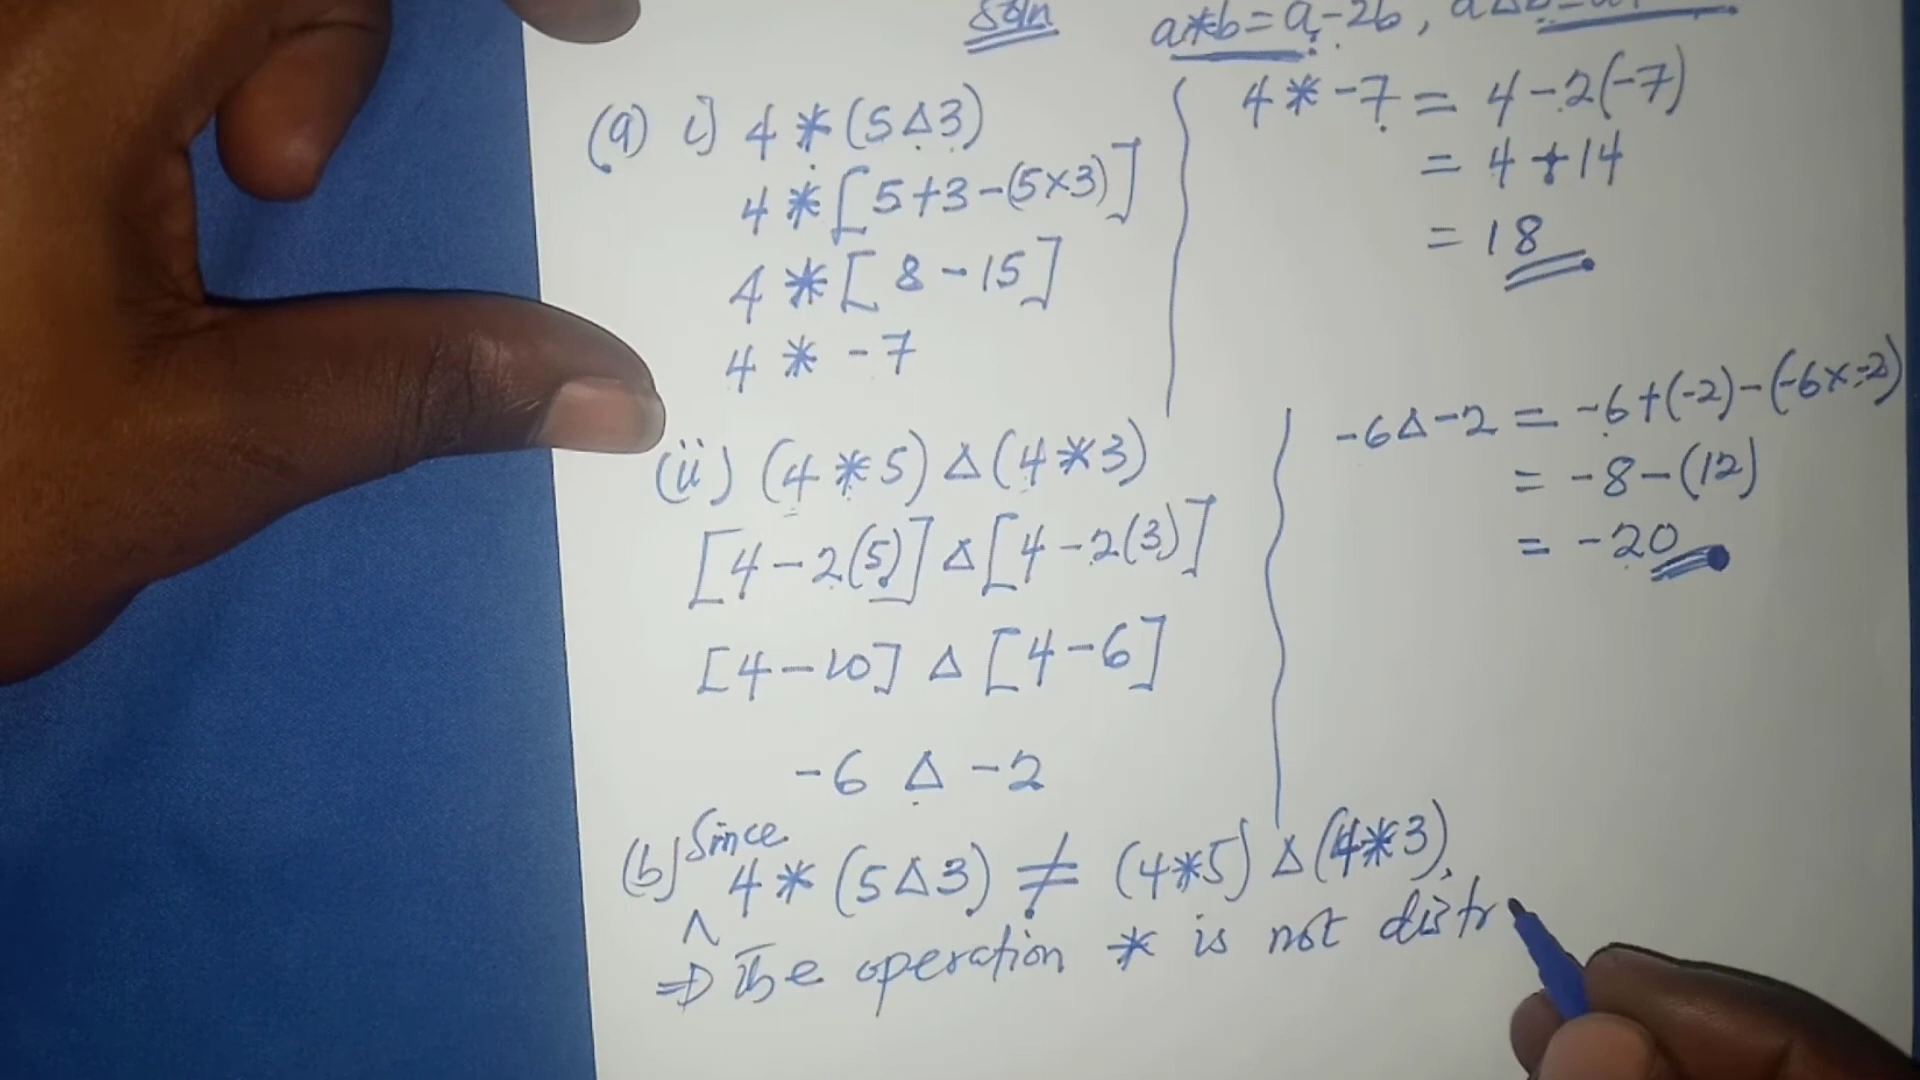 Soln a*b=a-2b,
(a) i) 4 * (5Δ3)
4 * [5+3-(5×3)]
4 * [8-15]
4 * -7
4 * -7 = 4-2(-7)
= 4+14
= 18
(ii) (4 * 5) Δ (4 * 3)
[4-2(5)] Δ [4-2(3)]
[4-10] Δ [4-6]
-6 Δ -2
-6Δ-2 = -6+(-2)-(-6×-2)
= -8-(12)
= -20
(b) Since
4 * (5Δ3) ≠ (4*5) Δ (4*3).
⇒ The operation * is not distr